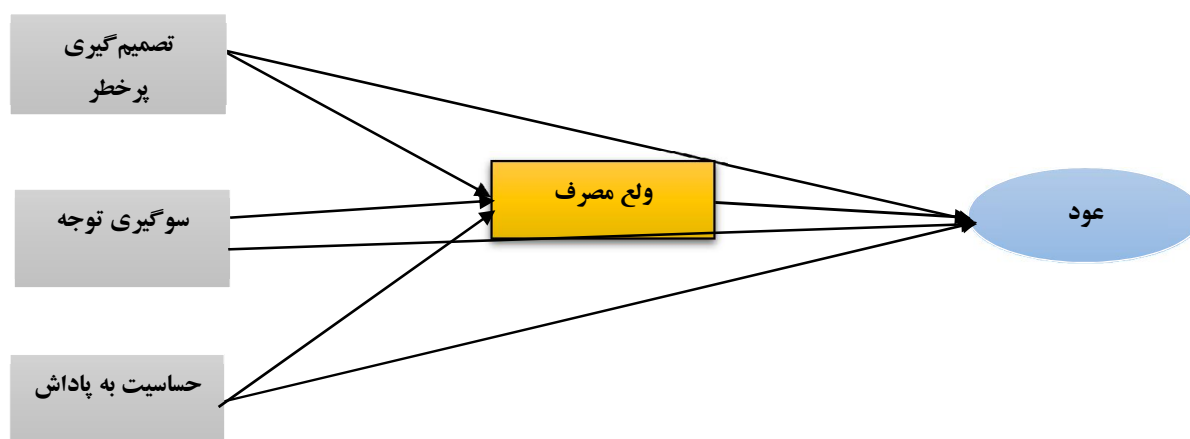 تصمیم‌گیری
پرخطر
سوگیری توجه
حساسیت به پاداش
ولع مصرف
عود